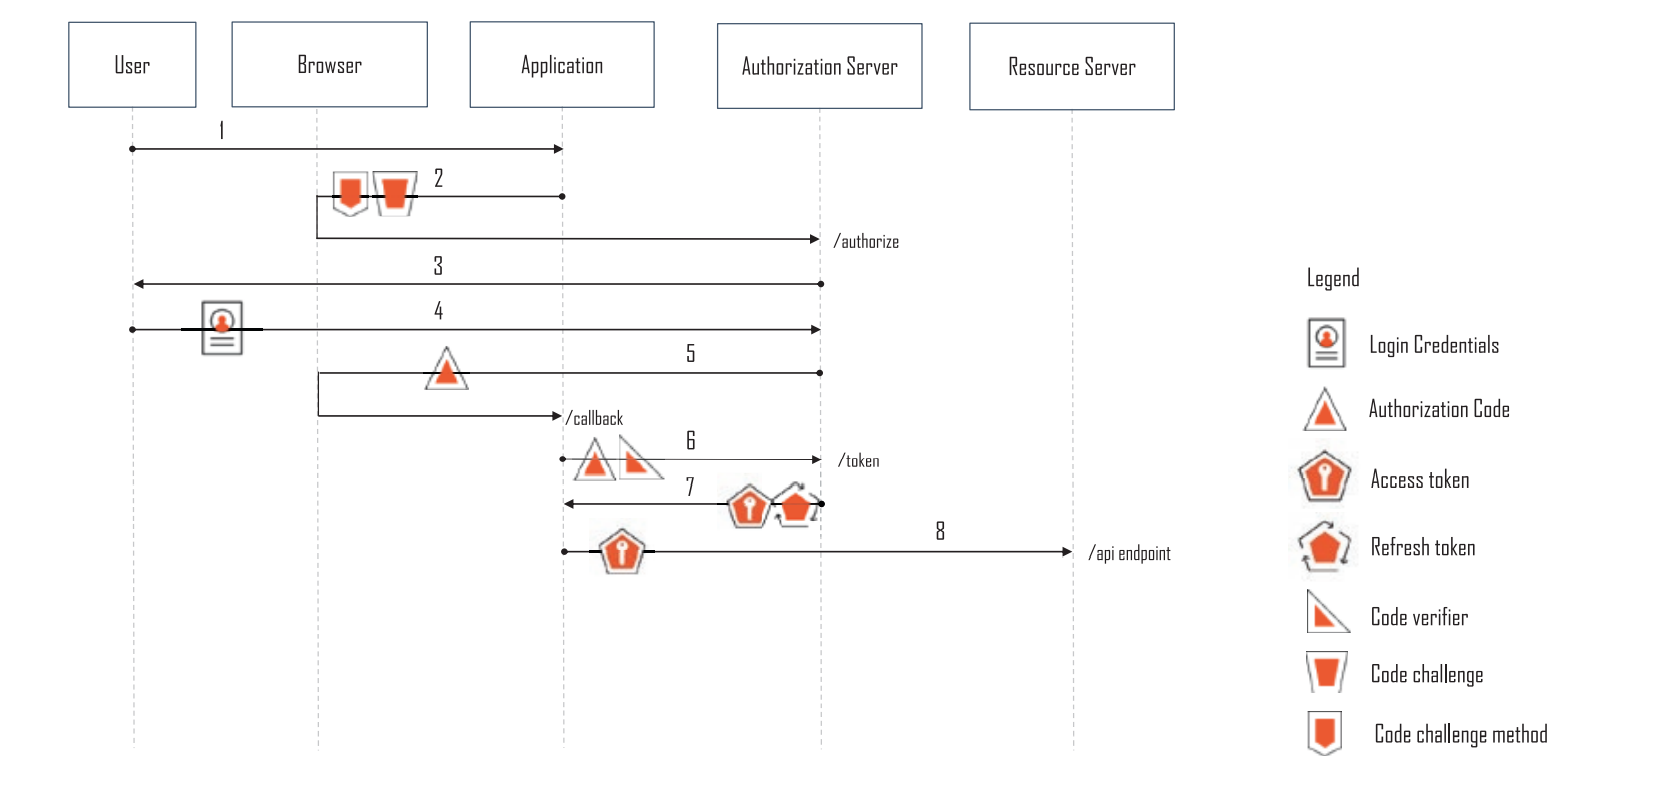 User
Browser
Application
Authorization Server
Resource Server
1
2
/authorize
3
4
5
/callback
6
/token
7
8
/api endpoint
Legend
Login Credentials
Authorization Code
Access token
Refresh token
Code verifier
Code challenge
Code challenge method